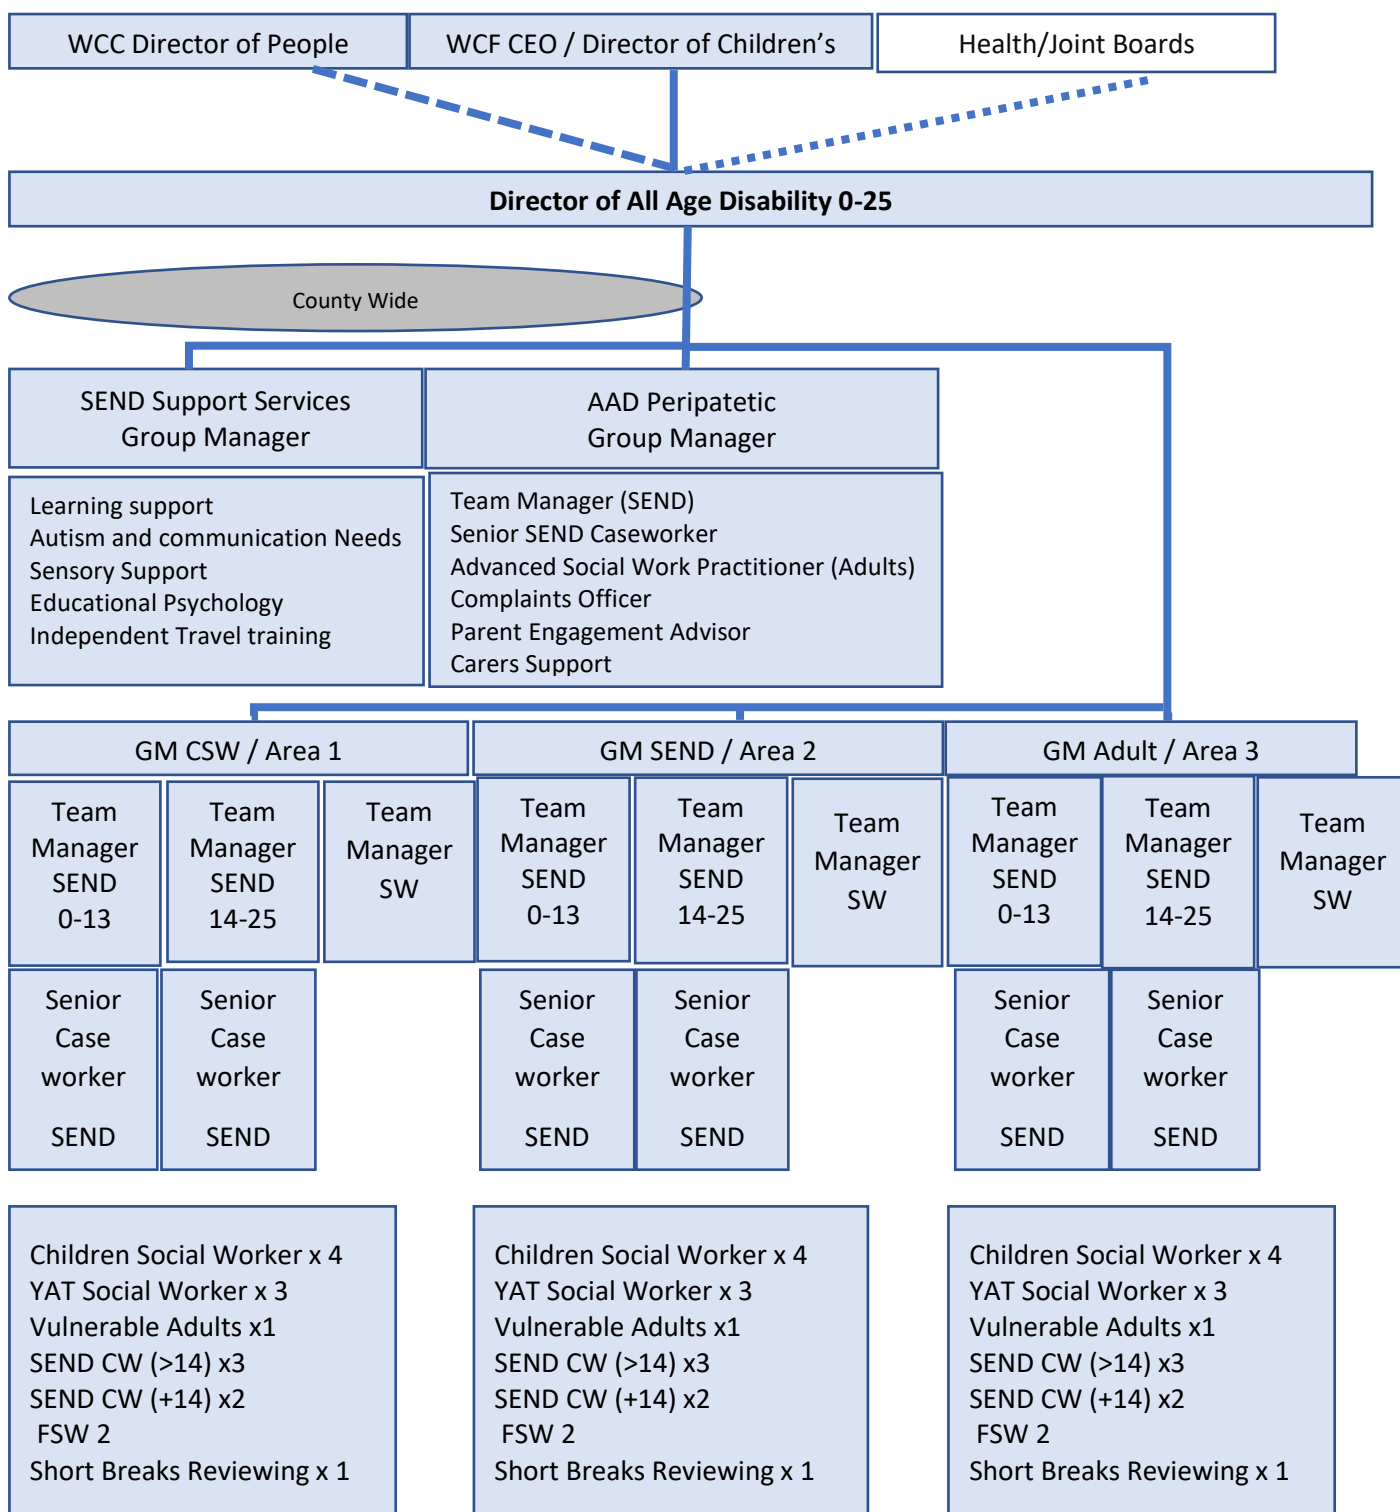 WCC Director of People
WCF CEO / Director of Children’s
Health/Joint Boards
Director of All Age Disability 0-25
County Wide
SEND Support Services
Group Manager
AAD Peripatetic
Group Manager
Learning support
Autism and communication Needs
Sensory Support
Educational Psychology
Independent Travel training
Team Manager (SEND)
Senior SEND Caseworker
Advanced Social Work Practitioner (Adults)
Complaints Officer
Parent Engagement Advisor
Carers Support
GM CSW / Area 1
GM SEND / Area 2
GM Adult / Area 3
Team
Manager
SEND
0-13
Team
Manager
SEND
14-25
Team
Manager
SW
Team
Manager
SEND
0-13
Team
Manager
SEND
14-25
Team
Manager
SW
Team
Manager
SEND
0-13
Team
Manager
SEND
14-25
Team
Manager
SW
Senior
Case
worker
SEND
Senior
Case
worker
SEND
Senior
Case
worker
SEND
Senior
Case
worker
SEND
Senior
Case
worker
SEND
Senior
Case
worker
SEND
Children Social Worker x 4
YAT Social Worker x 3
Vulnerable Adults x1
SEND CW (>14) x3
SEND CW (+14) x2
FSW 2
Short Breaks Reviewing x 1
Children Social Worker x 4
YAT Social Worker x 3
Vulnerable Adults x1
SEND CW (>14) x3
SEND CW (+14) x2
FSW 2
Short Breaks Reviewing x 1
Children Social Worker x 4
YAT Social Worker x 3
Vulnerable Adults x1
SEND CW (>14) x3
SEND CW (+14) x2
FSW 2
Short Breaks Reviewing x 1